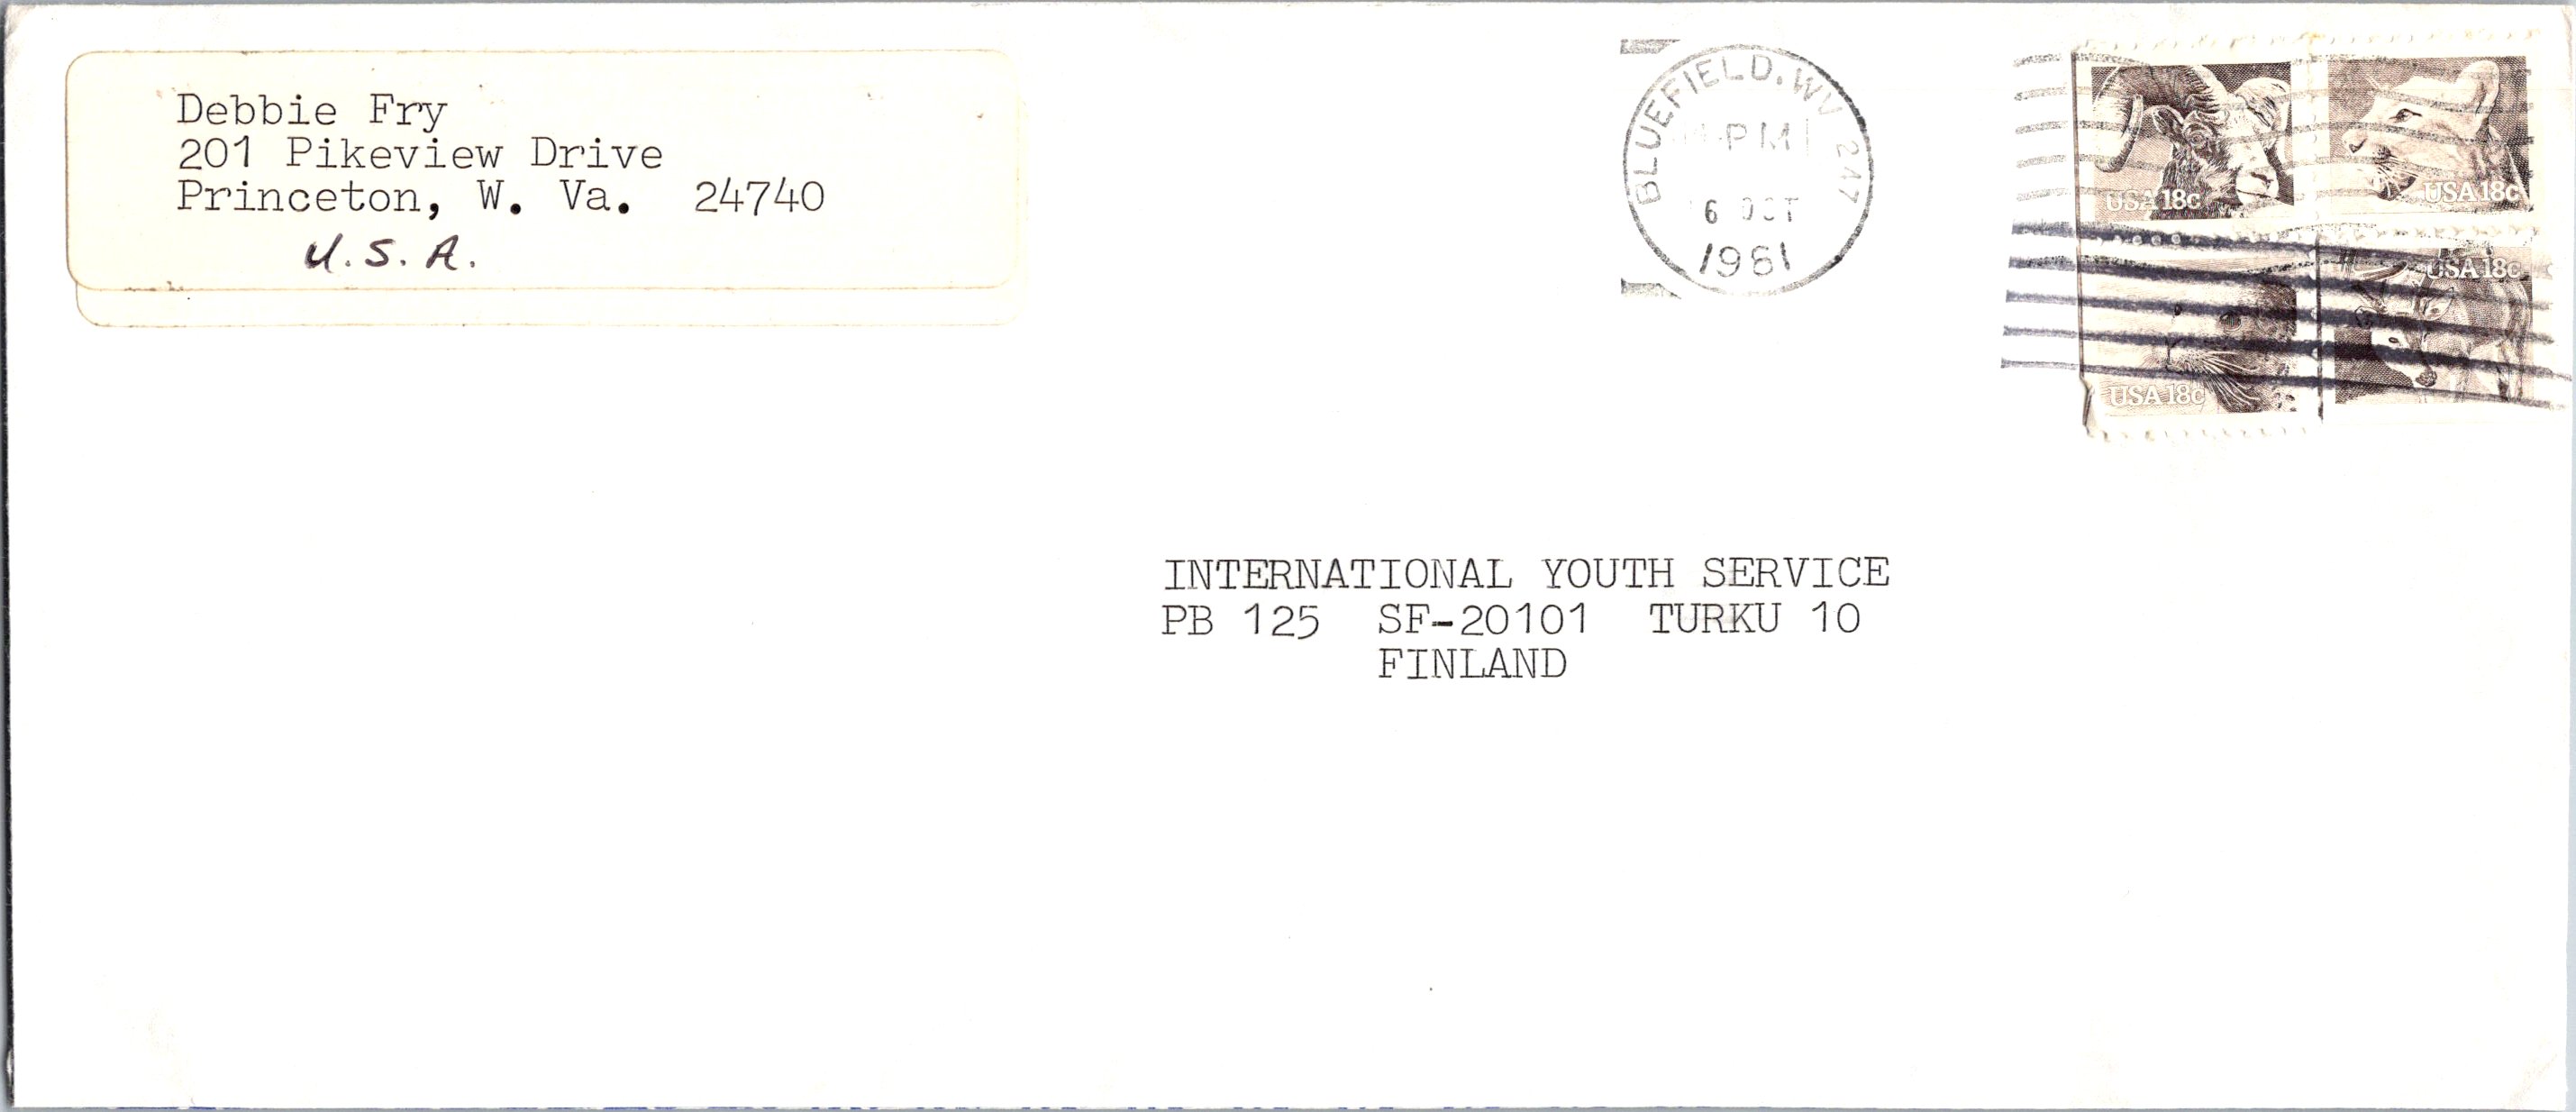 Debbie Fry
201 Pikeview Drive
Princeton, W. Va. 24740
U.S.A.
BLUEFIELD. WV 247
PM
6 OCT
1981
USA 18c
USA 18c
USA 18c
USA 18c
INTERNATIONAL YOUTH SERVICE
PB 125 SF-20101 TURKU 10
FINLAND